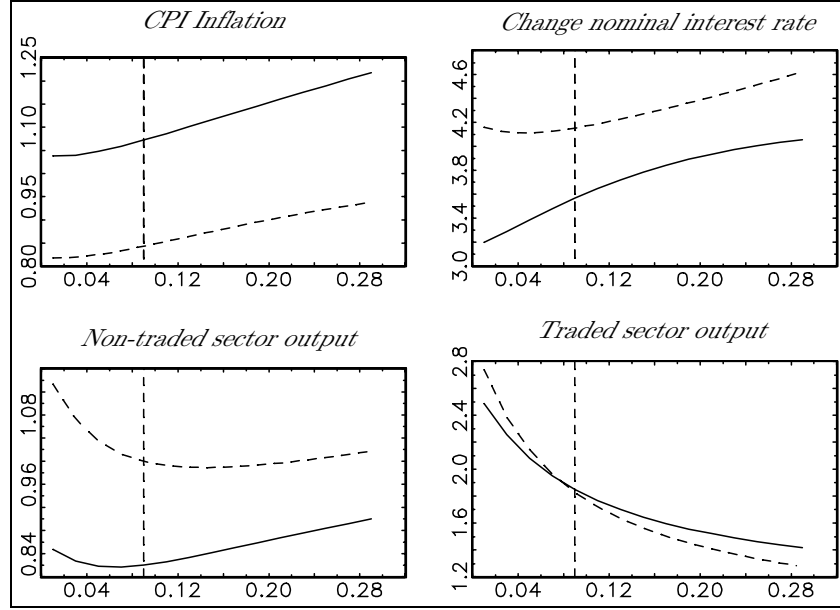 CPI Inflation
1.25
1.10
0.95
0.80
0.04 0.12 0.20 0.28
Change nominal interest rate
4.6
4.2
3.8
3.4
3.0
0.04 0.12 0.20 0.28
Non-traded sector output
1.08
0.96
0.84
0.04 0.12 0.20 0.28
Traded sector output
2.8
2.4
2.0
1.6
1.2
0.04 0.12 0.20 0.28